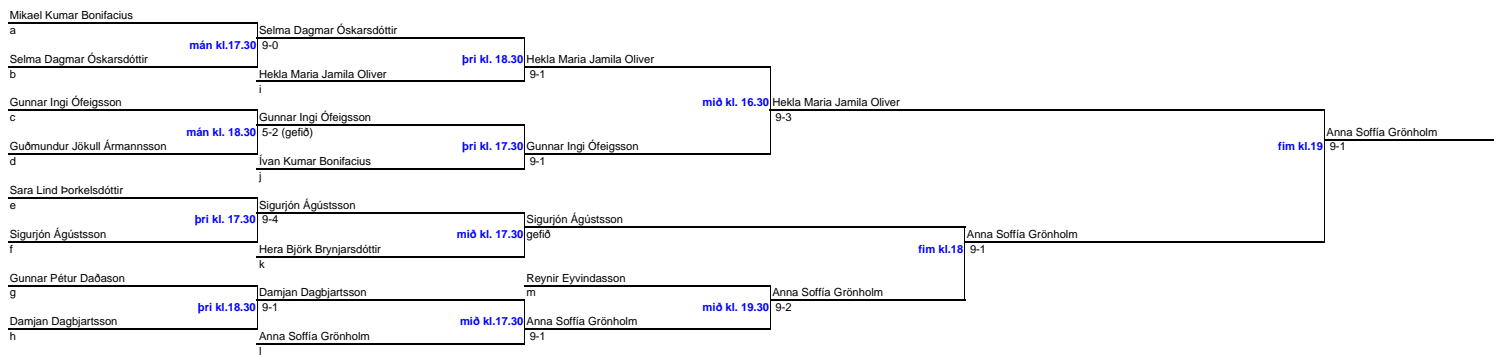 Mikael Kumar Bonifacius
a Selma Dagmar Óskarsdóttir
mán kl.17.30 9-0
Selma Dagmar Óskarsdóttir þri kl. 18.30 Hekla Maria Jamila Oliver
b Hekla Maria Jamila Oliver 9-1
i
Gunnar Ingi Ófeigsson mið kl. 16.30 Hekla Maria Jamila Oliver
c Gunnar Ingi Ófeigsson 9-3
mán kl. 18.30 5-2 (gefið) Anna Soffía Grönholm
Guðmundur Jökull Ármannsson þri kl. 17.30 Gunnar Ingi Ófeigsson fim kl.19 9-1
d Ívan Kumar Bonifacius 9-1
j
Sara Lind Þorkelsdóttir
e Sigurjón Ágústsson
þri kl. 17.30 9-4 Sigurjón Ágústsson
Sigurjón Ágústsson mið kl. 17.30 gefið Anna Soffía Grönholm
f Hera Björk Brynjarsdóttir fim kl.18 9-1
k
Gunnar Pétur Daðason Reynir Eyvindasson
g Damjan Dagbjartsson m Anna Soffía Grönholm
þri kl.18.30 9-1 mið kl. 19.30 9-2
Damjan Dagbjartsson mið kl.17.30 Anna Soffía Grönholm
h Anna Soffía Grönholm 9-1
l